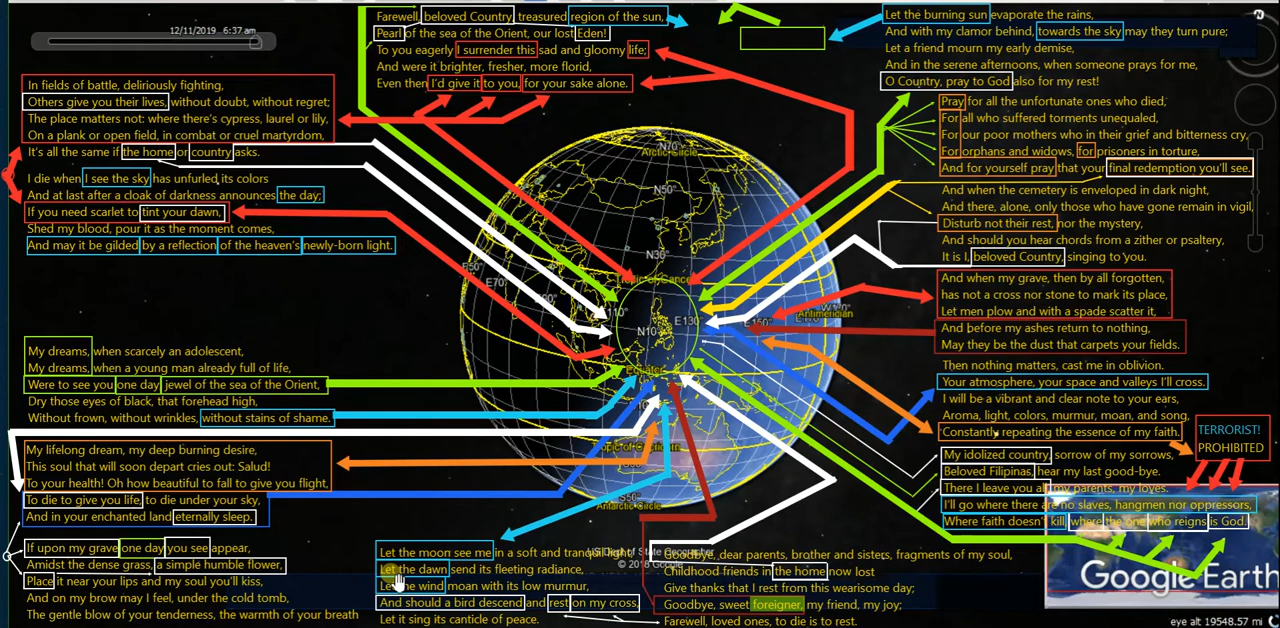 12/11/2019 6:37 am
Farewell, beloved Country, treasured region of the sun,
Pearl of the sea of the Orient, our lost Eden!
To you eagerly I surrender this sad and gloomy life;
And were it brighter, fresher, more florid,
Even then I'd give it to you, for your sake alone.
In fields of battle, deliriously fighting,
Others give you their lives, without doubt, without regret;
The place matters not: where there's cypress, laurel or lily,
On a plank or open field, in combat or cruel martyrdom,
It's all the same if the home or country asks.
I die when I see the sky has unfurled its colors
And at last after a cloak of darkness announces the day;
If you need scarlet to tint your dawn,
Shed my blood, pour it as the moment comes,
And may it be gilded by a reflection of the heaven's newly-born light.
My dreams, when scarcely an adolescent,
My dreams, when a young man already full of life,
Were to see you one day jewel of the sea of the Orient,
Dry those eyes of black, that forehead high,
Without frown, without wrinkles, without stains of shame.
My lifelong dream, my deep burning desire,
This soul that will soon depart cries out: Salud!
To your health! Oh how beautiful to fall to give you flight,
To die to give you life, to die under your sky,
And in your enchanted land eternally sleep.
If upon my grave one day you see appear,
Amidst the dense grass, a simple humble flower,
Place it near your lips and my soul you'll kiss,
And on my brow may I feel, under the cold tomb,
The gentle blow of your tenderness, the warmth of your breath
Let the moon see me in a soft and tranquil light,
Let the dawn send its fleeting radiance,
Let the wind moan with its low murmur,
And should a bird descend and rest on my cross,
Let it sing its canticle of peace.
Let the burning sun evaporate the rains,
And with my clamor behind, towards the sky may they turn pure;
Let a friend mourn my early demise,
And in the serene afternoons, when someone prays for me,
O Country, pray to God also for my rest!
Pray for all the unfortunate ones who died,
For all who suffered torments unequaled,
For our poor mothers who in their grief and bitterness cry,
For orphans and widows, for prisoners in torture,
And for yourself pray that your final redemption you'll see.
And when the cemetery is enveloped in dark night,
And there, alone, only those who have gone remain in vigil,
Disturb not their rest, nor the mystery,
And should you hear chords from a zither or psaltery,
It is I, beloved Country, singing to you.
And when my grave, then by all forgotten,
has not a cross nor stone to mark its place,
Let men plow and with a spade scatter it,
And before my ashes return to nothing,
May they be the dust that carpets your fields.
Then nothing matters, cast me in oblivion.
Your atmosphere, your space and valleys I'll cross.
I will be a vibrant and clear note to your ears,
Aroma, light, colors, murmur, moan, and song,
Constantly repeating the essence of my faith.
My idolized country, sorrow of my sorrows,
Beloved Filipinas, hear my last good-bye.
There I leave you all, my parents, my loves.
I'll go where there are no slaves, hangmen nor oppressors,
Where faith doesn't kill, where the one who reigns is God.
Goodbye, dear parents, brother and sisters, fragments of my soul,
Childhood friends in the home now lost
Give thanks that I rest from this wearisome day;
Goodbye, sweet foreigner, my friend, my joy;
Farewell, loved ones, to die is to rest.
TERRORIST!
PROHIBITED
N
N70°
Arctic Circle
N50°
N30°
Tropic of Cancer
E50°
E70°
E130°
E150°
Antimeridian
N10°
Equator
S50°
Antarctic Circle
US Dept of State Geographer
© 2018 Google
Google Earth
eye alt 19548.57 mi